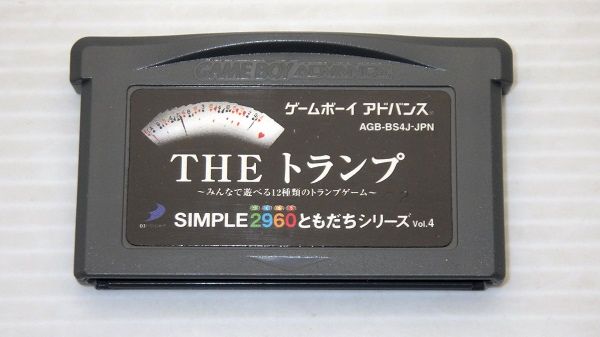 GAME BOY ADVANCE
ゲームボーイ アドバンス
AGB-BS4J-JPN
THE トランプ
～みんなで遊べる12種類のトランプゲーム～
SIMPLE2960ともだちシリーズ Vol.4